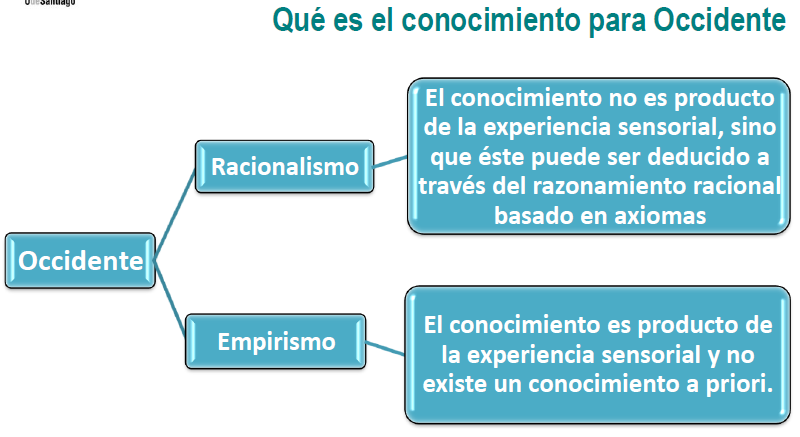 UdeSantiago
Qué es el conocimiento para Occidente
Occidente
Racionalismo
El conocimiento no es producto
de la experiencia sensorial, sino
que éste puede ser deducido a
través del razonamiento racional
basado en axiomas
Empirismo
El conocimiento es producto de
la experiencia sensorial y no
existe un conocimiento a priori.